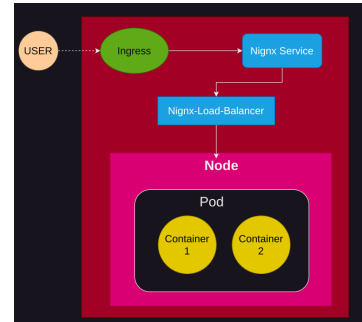 USER
Ingress
Nignx Service
Nignx-Load-Balancer
Node
Pod
Container
1
Container
2